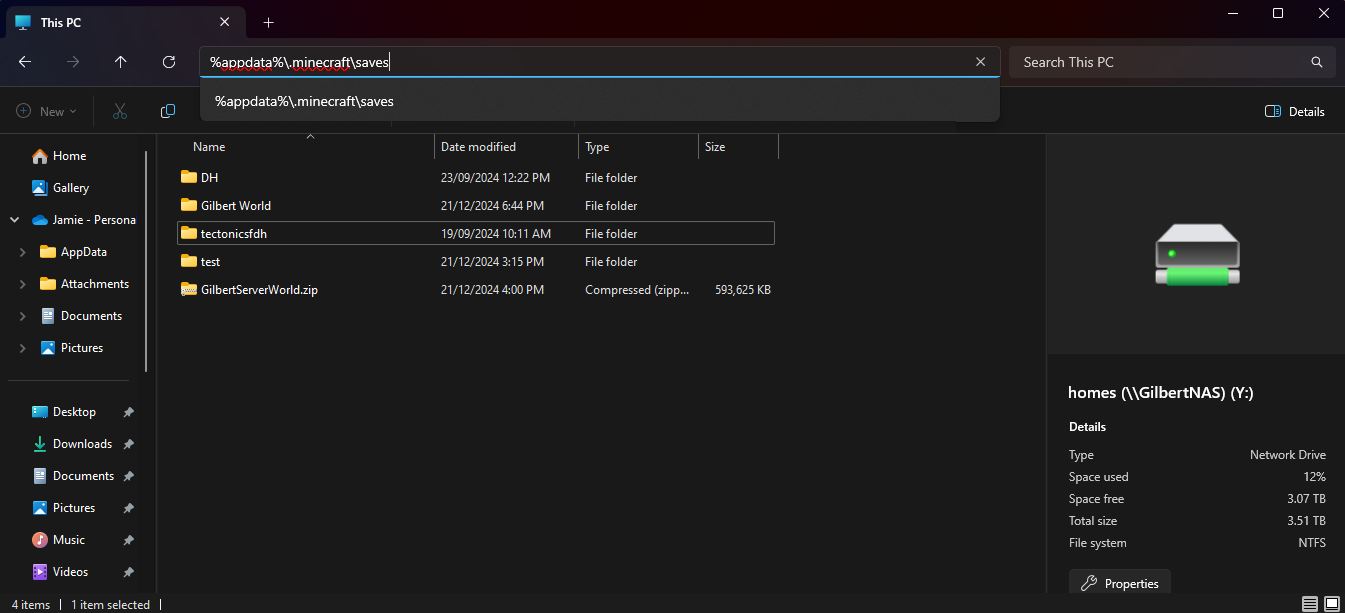 This PC
%appdata%\.minecraft\saves
Search This PC
%appdata%\.minecraft\saves
New
Details
Home
Gallery
Jamie - Persona
AppData
Attachments
Documents
Pictures
Desktop
Downloads
Documents
Pictures
Music
Videos
Name Date modified Type Size
DH 23/09/2024 12:22 PM File folder
Gilbert World 21/12/2024 6:44 PM File folder
tectonicsfdh 19/09/2024 10:11 AM File folder
test 21/12/2024 3:15 PM File folder
GilbertServerWorld.zip 21/12/2024 4:00 PM Compressed (zipp... 593,625 KB
homes (\\GilbertNAS) (Y:)
Details
Type Network Drive
Space used 12%
Space free 3.07 TB
Total size 3.51 TB
File system NTFS
Properties
4 items 1 item selected